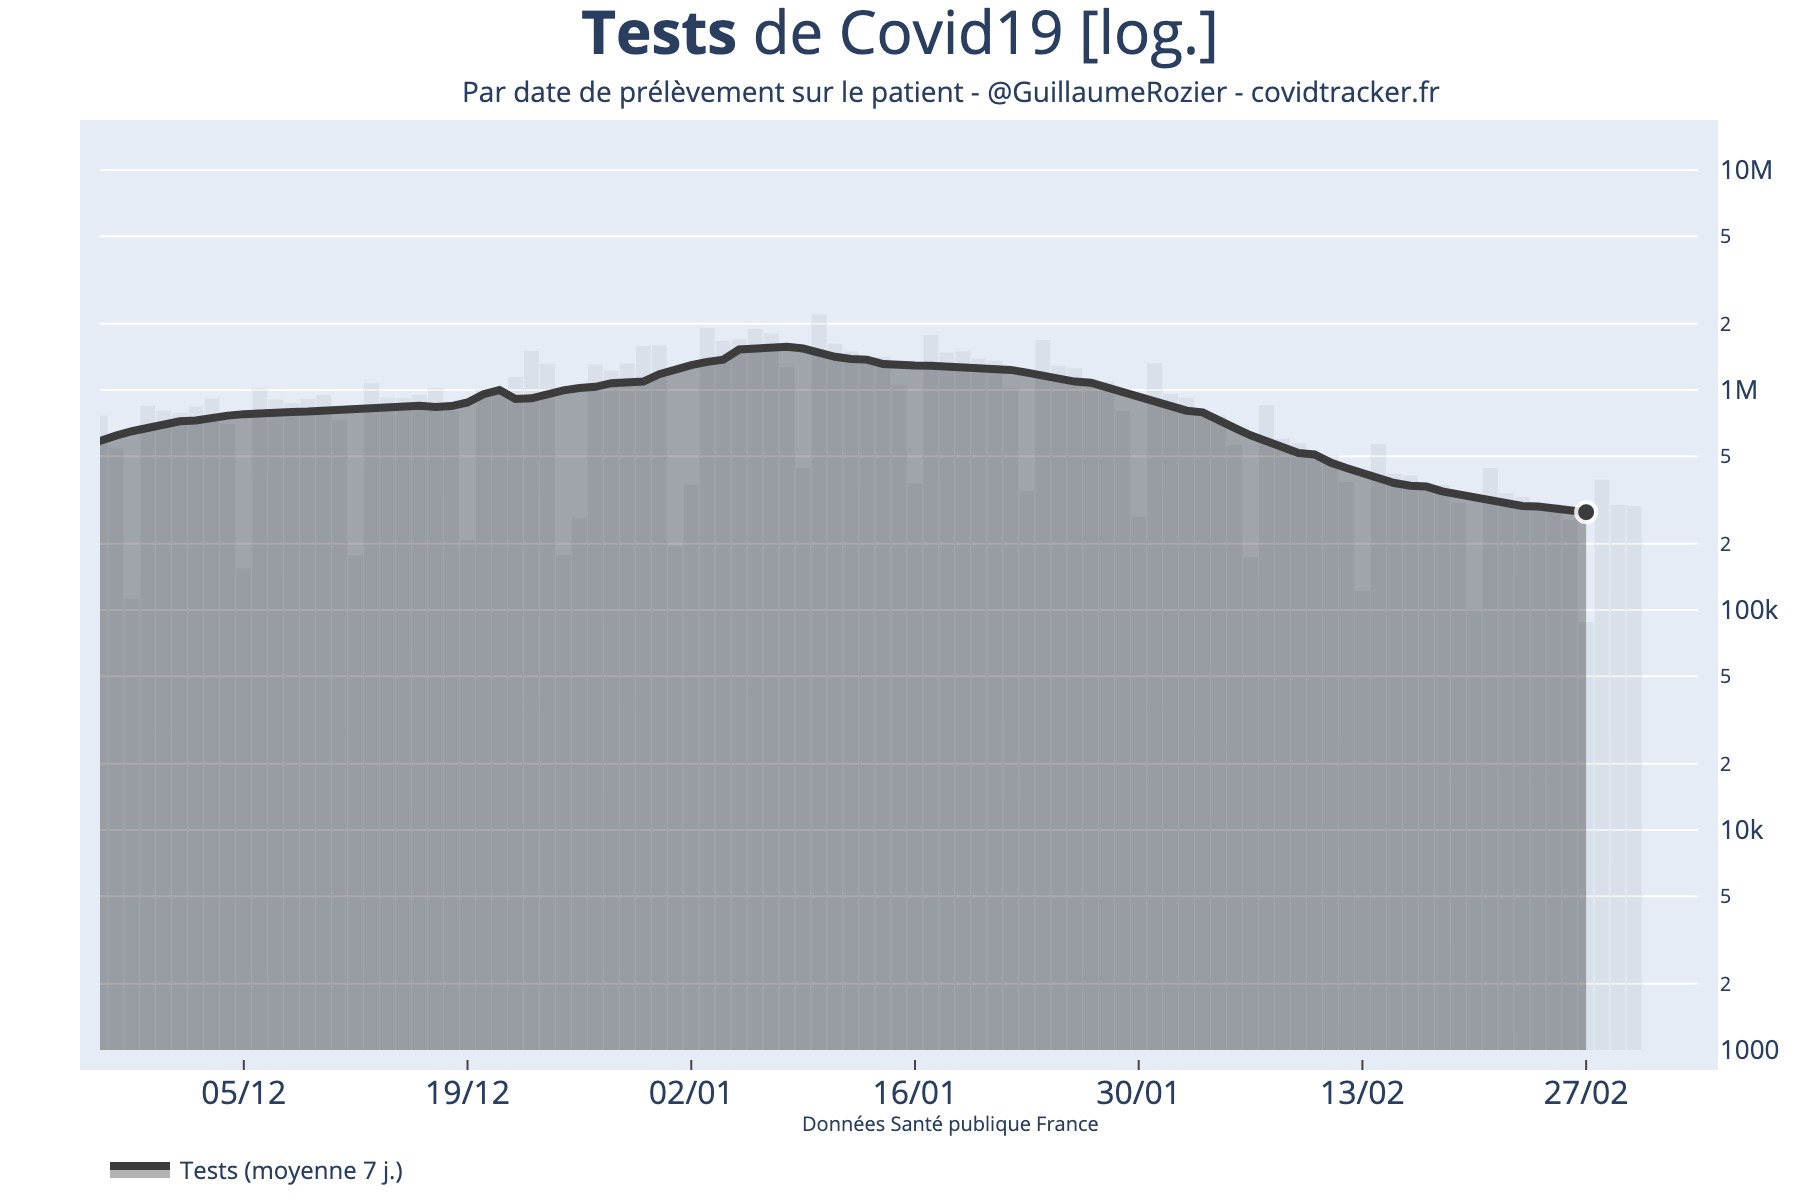 Tests de Covid19 [log.]
Par date de prélèvement sur le patient - @GuillaumeRozier - covidtracker.fr
10M
5
2
1M
5
2
100k
5
2
10k
5
2
1000
05/12 19/12 02/01 16/01 30/01 13/02 27/02
Données Santé publique France
Tests (moyenne 7 j.)